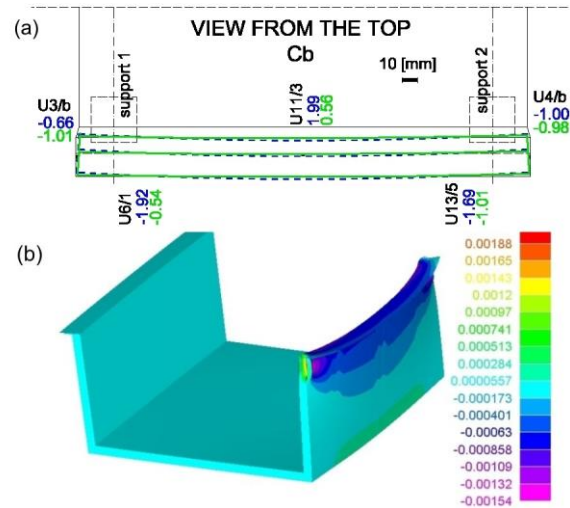 (a)
VIEW FROM THE TOP
Cb
10 [mm]
support 1
support 2
U3/b
-0.66
-1.01
U11/3
1.99
0.56
U4/b
-1.00
-0.98
U6/1
-1.92
-0.54
U13/5
-1.69
-1.01
(b)
0.00188
0.00165
0.00143
0.0012
0.00097
0.000741
0.000513
0.000284
0.0000557
-0.000173
-0.000401
-0.00063
-0.000858
-0.00109
-0.00132
-0.00154